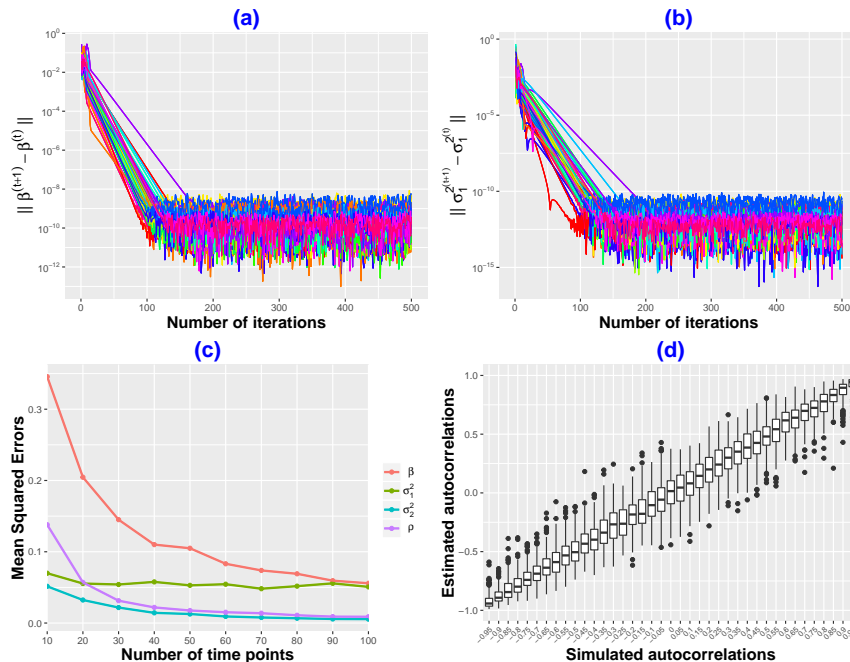 (a)
|| β^(t+1) − β^(t) ||
10^0
10^−2
10^−4
10^−6
10^−8
10^−10
10^−12
0 100 200 300 400 500
Number of iterations
(b)
|| σ_1^2^(t+1) − σ_1^2^(t) ||
10^0
10^−5
10^−10
10^−15
0 100 200 300 400 500
Number of iterations
(c)
Mean Squared Errors
0.3
0.2
0.1
0.0
10 20 30 40 50 60 70 80 90 100
Number of time points
β
σ_1^2
σ_2^2
ρ
(d)
Estimated autocorrelations
1.0
0.5
0.0
−0.5
−1.0
Simulated autocorrelations